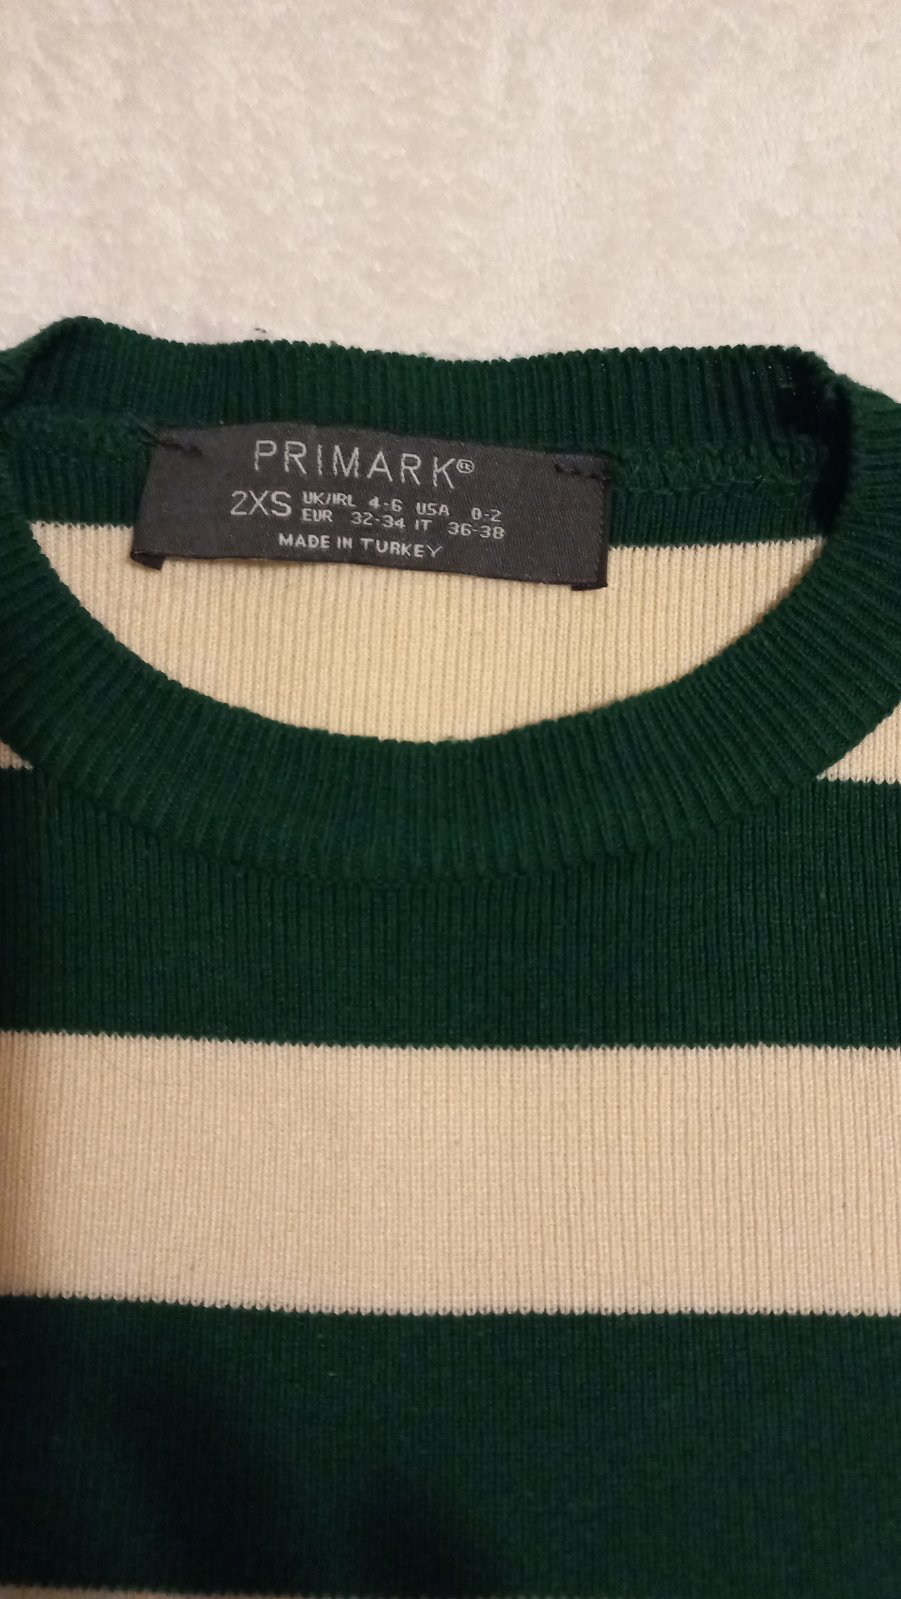 PRIMARK®
2XS UK/IRL 4-6 USA 0-2
EUR 32-34 IT 36-38
MADE IN TURKEY